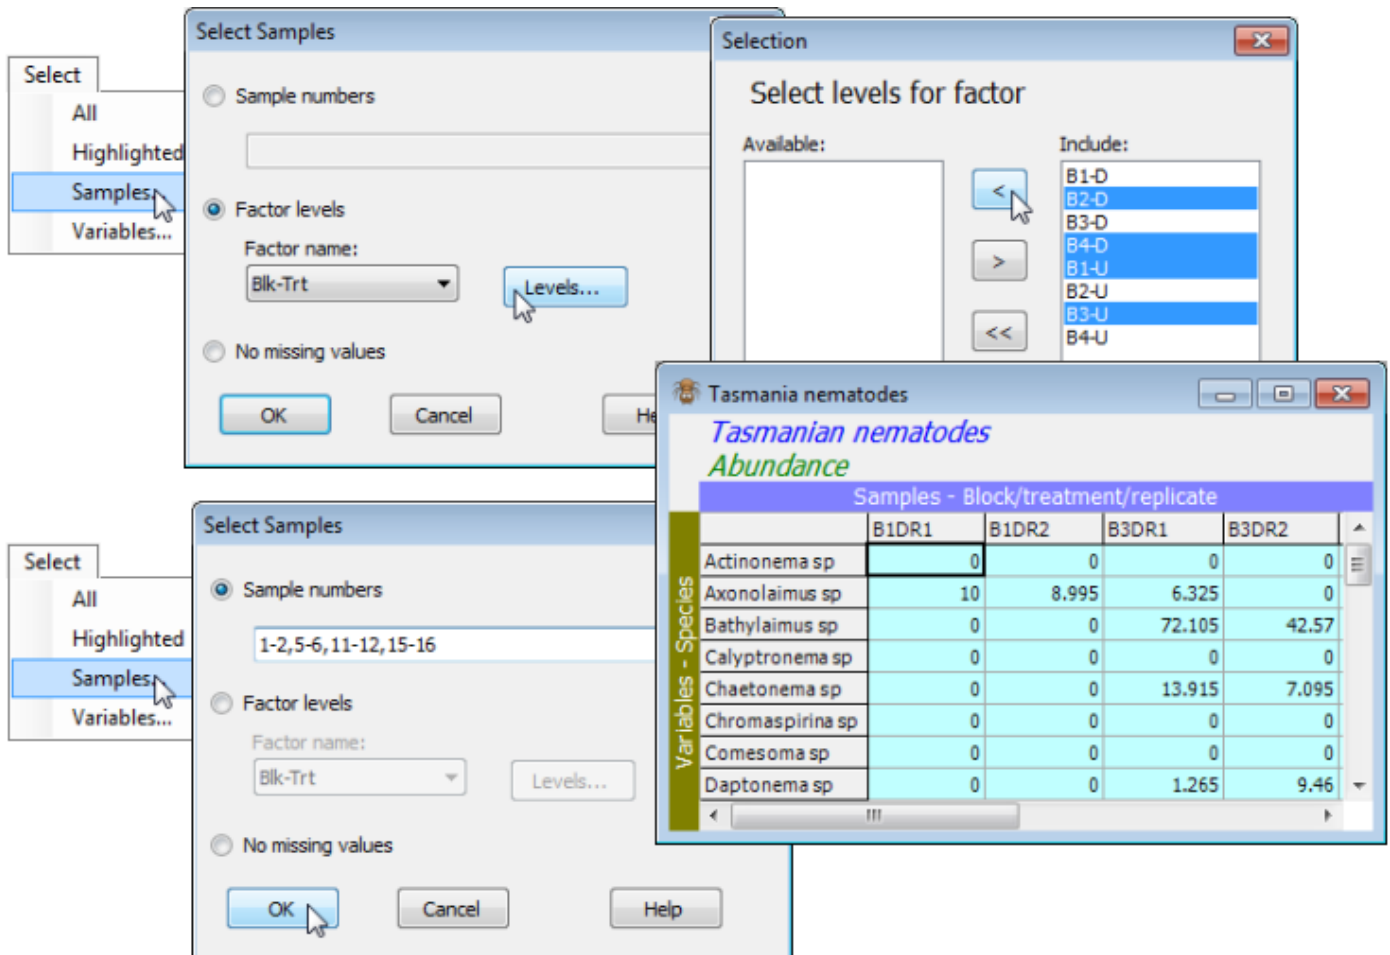 Select
All
Highlighted
Samples...
Variables...
Select Samples
Sample numbers
Factor levels
Factor name:
Blk-Trt
Levels...
No missing values
OK
Cancel
Selection
Select levels for factor
Available:
Include:
<
>
<<
B1-D
B2-D
B3-D
B4-D
B1-U
B2-U
B3-U
B4-U
Tasmania nematodes
Tasmanian nematodes
Abundance
Samples - Block/treatment/replicate
Variables - Species
B1DR1 B1DR2 B3DR1 B3DR2
Actinonema sp 0 0 0 0
Axonolaimus sp 10 8.995 6.325 0
Bathylaimus sp 0 0 72.105 42.57
Calyptronema sp 0 0 0 0
Chaetonema sp 0 0 13.915 7.095
Chromaspirina sp 0 0 0 0
Comesoma sp 0 0 0 0
Daptonema sp 0 0 1.265 9.46
Select
All
Highlighted
Samples...
Variables...
Select Samples
Sample numbers
1-2,5-6,11-12,15-16
Factor levels
Factor name:
Blk-Trt
Levels...
No missing values
OK
Cancel
Help